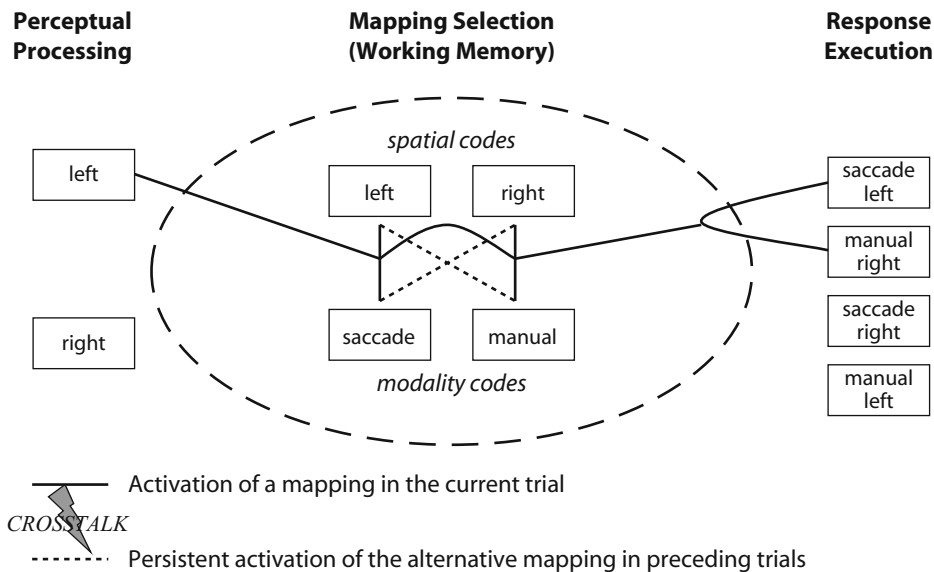 Perceptual
Processing
Mapping Selection
(Working Memory)
Response
Execution
spatial codes
left
left
right
saccade
left
manual
right
right
saccade
manual
saccade
right
modality codes
manual
left
Activation of a mapping in the current trial
CROSSTALK
Persistent activation of the alternative mapping in preceding trials